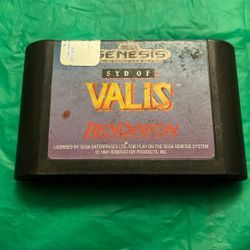 SEGA
GENESIS
SYD OF
VALIS
RENOVATION
LICENSED BY SEGA ENTERPRISES LTD. FOR PLAY ON THE SEGA GENESIS SYSTEM
© 1991 RENOVATION PRODUCTS, INC.